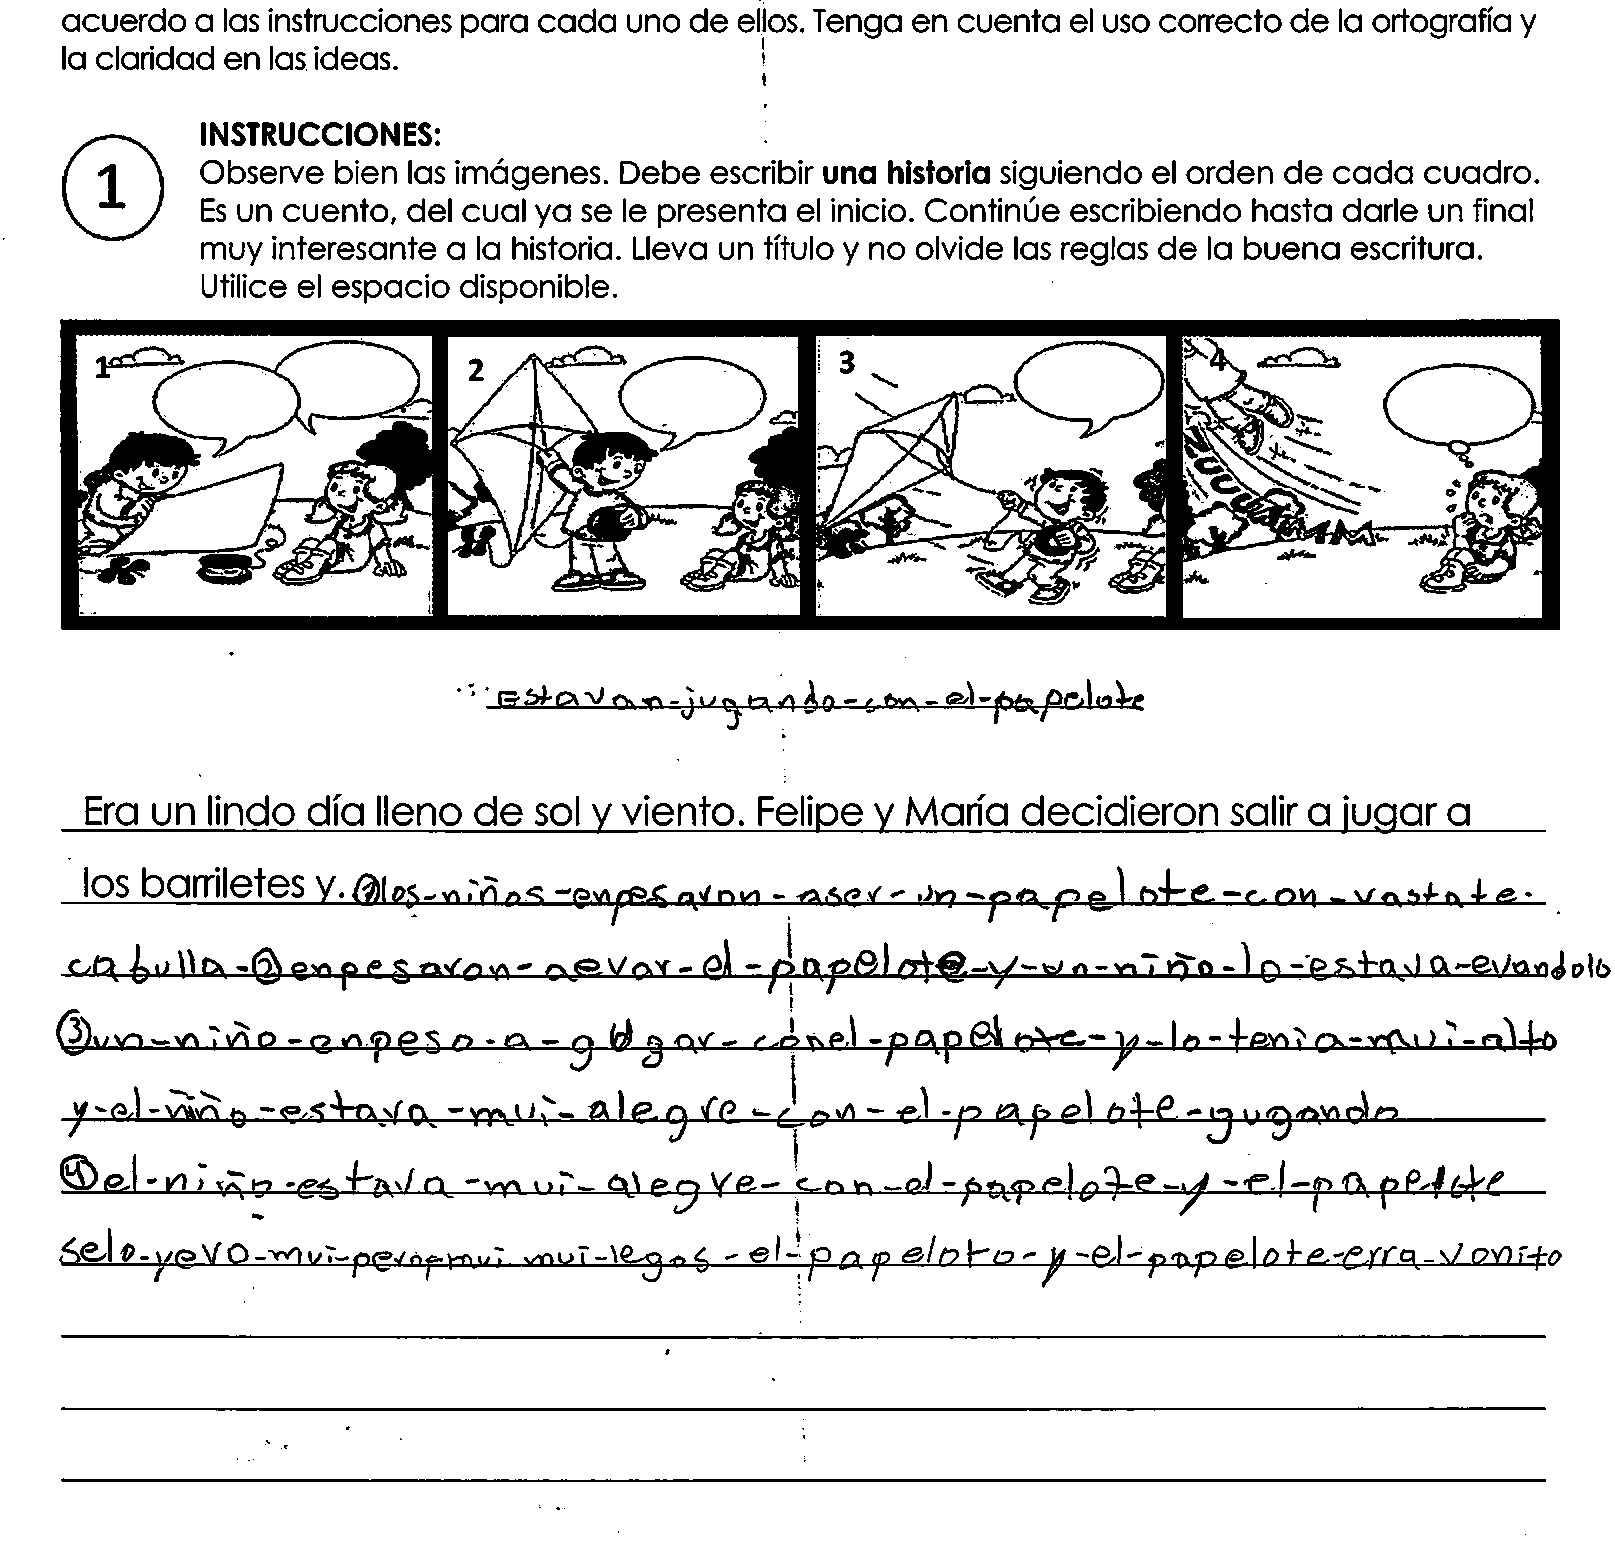 acuerdo a las instrucciones para cada uno de ellos. Tenga en cuenta el uso correcto de la ortografía y
la claridad en las ideas.
INSTRUCCIONES:
1
Observe bien las imágenes. Debe escribir una historia siguiendo el orden de cada cuadro.
Es un cuento, del cual ya se le presenta el inicio. Continúe escribiendo hasta darle un final
muy interesante a la historia. Lleva un título y no olvide las reglas de la buena escritura.
Utilice el espacio disponible.
1 2 3 4
Estavan-jugando-con-el-papelote
Era un lindo día lleno de sol y viento. Felipe y María decidieron salir a jugar a
los barriletes y. los-niños-enpesaron-aser-un-papelote-con-vastate-
cabulla-②enpesaron-aevar-el-papelote-y-un-niño-lo-estava-evandolo
③un-niño-enpeso-a-gugar-conel-papelote-y-lo-tenia-mui-alto
y-el-niño-estava-mui-alegre-con-el-papelote-gugando
④el-niño-estava-mui-alegre-con-el-papelote-y-el-papelote
selo-yevo-mui- mui-legos-el-papeloto-y-el-papelote-erra-vonito